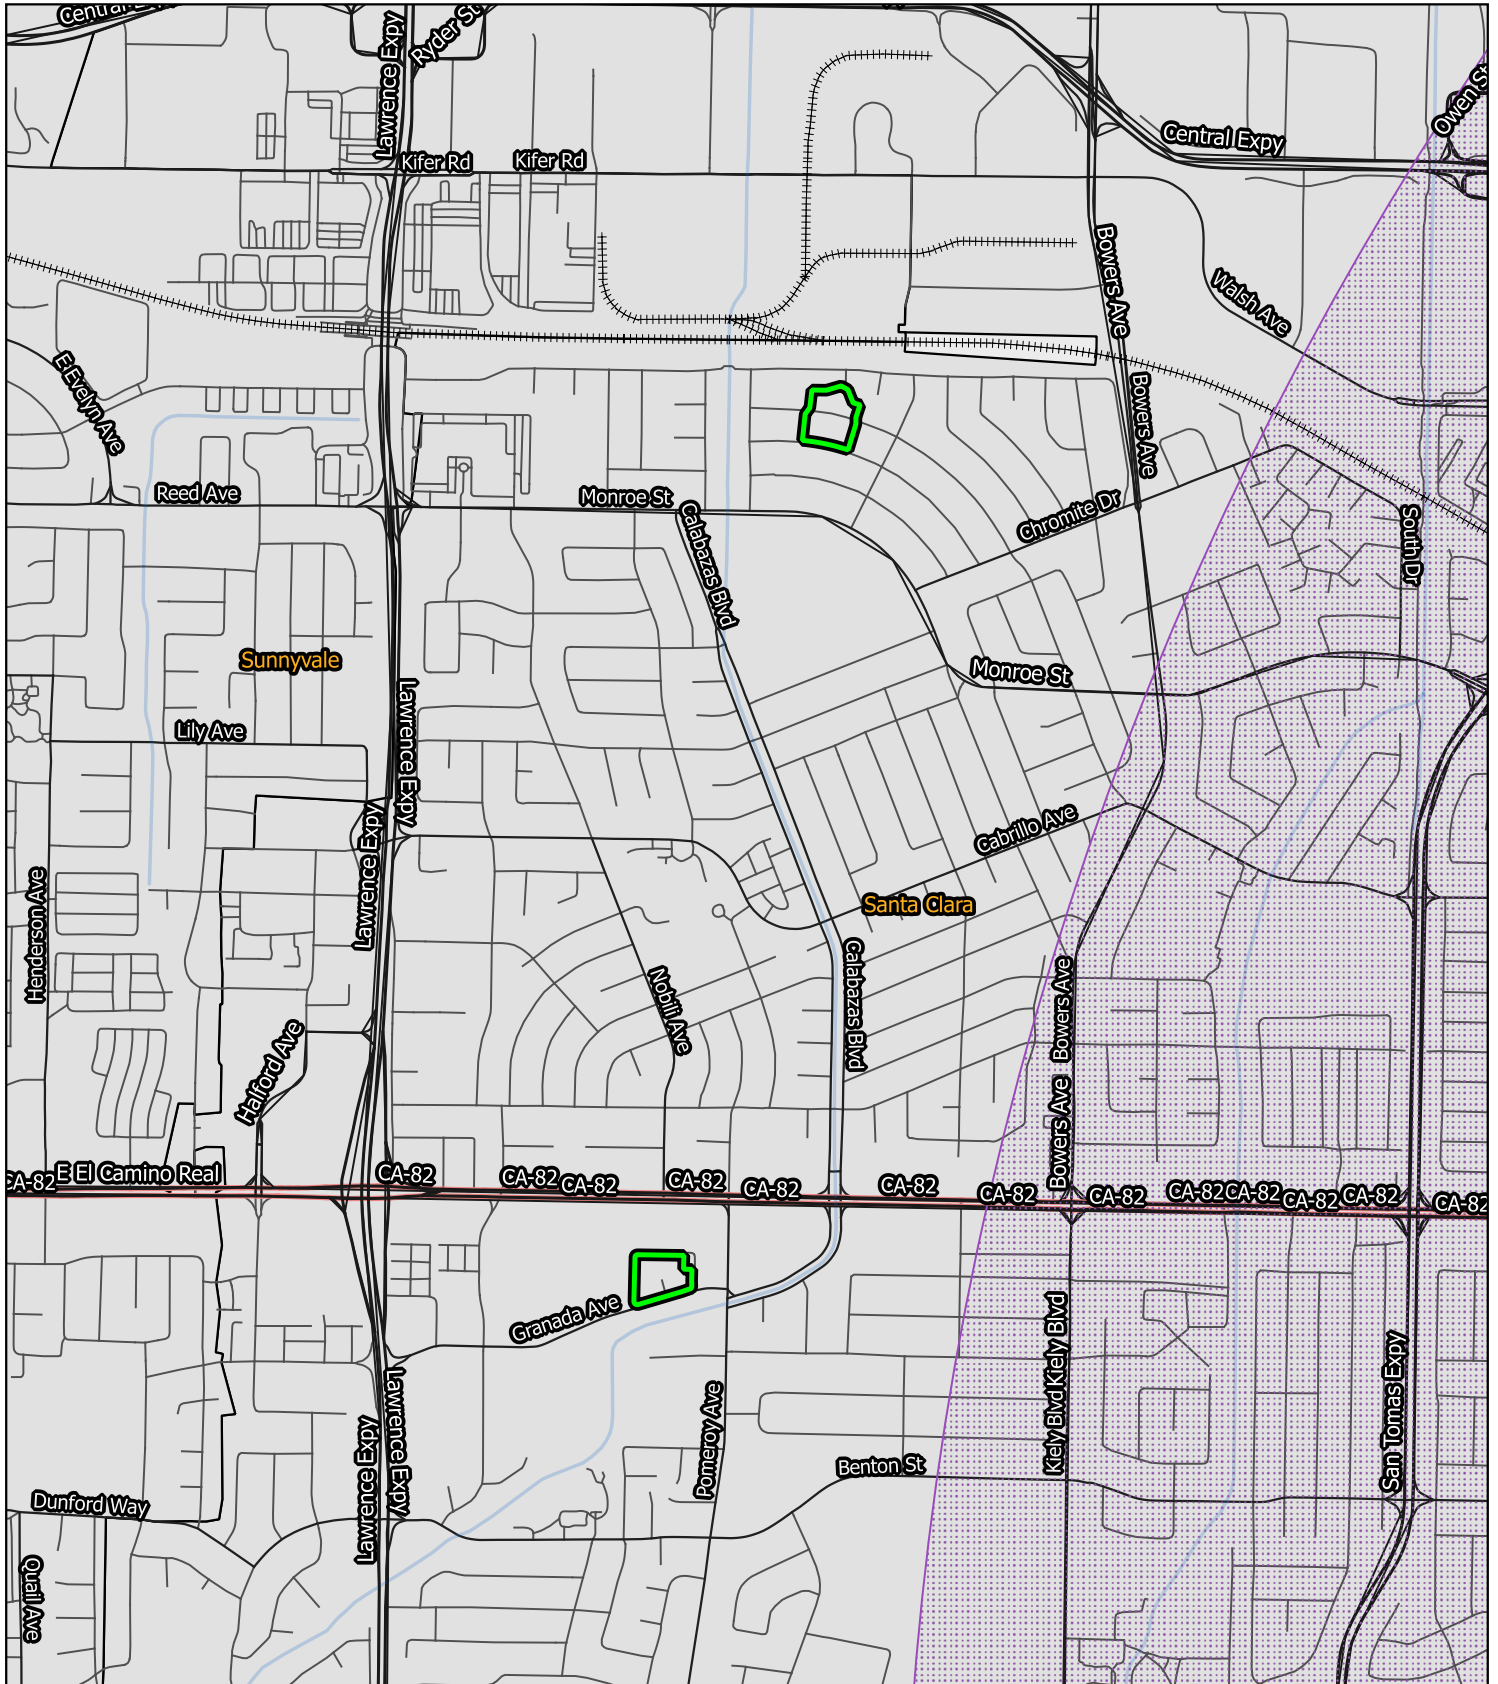 Central Exp
Lawrence Expy
Ryder St
Owen St
Central Expy
Kifer Rd
Kifer Rd
Bowers Ave
Walsh Ave
E Evelyn Ave
Bowers Ave
Reed Ave
Monroe St
Calabazas Blvd
Chromite Dr
South Dr
Sunnyvale
Monroe St
Lily Ave
Lawrence Expy
Lawrence Expy
Cabrillo Ave
Santa Clara
Henderson Ave
Nobili Ave
Calabazas Blvd
Bowers Ave
Halford Ave
Bowers Ave
CA-82
E El Camino Real
CA-82
CA-82
CA-82
CA-82
CA-82
CA-82
CA-82
CA-82
CA-82
CA-82
CA-82
CA-82
CA-82
Granada Ave
Kiely Blvd
Kiely Blvd
San Tomas Expy
Pomeroy Ave
Lawrence Expy
Lawrence Expy
Benton St
Dunford Way
Quail Ave